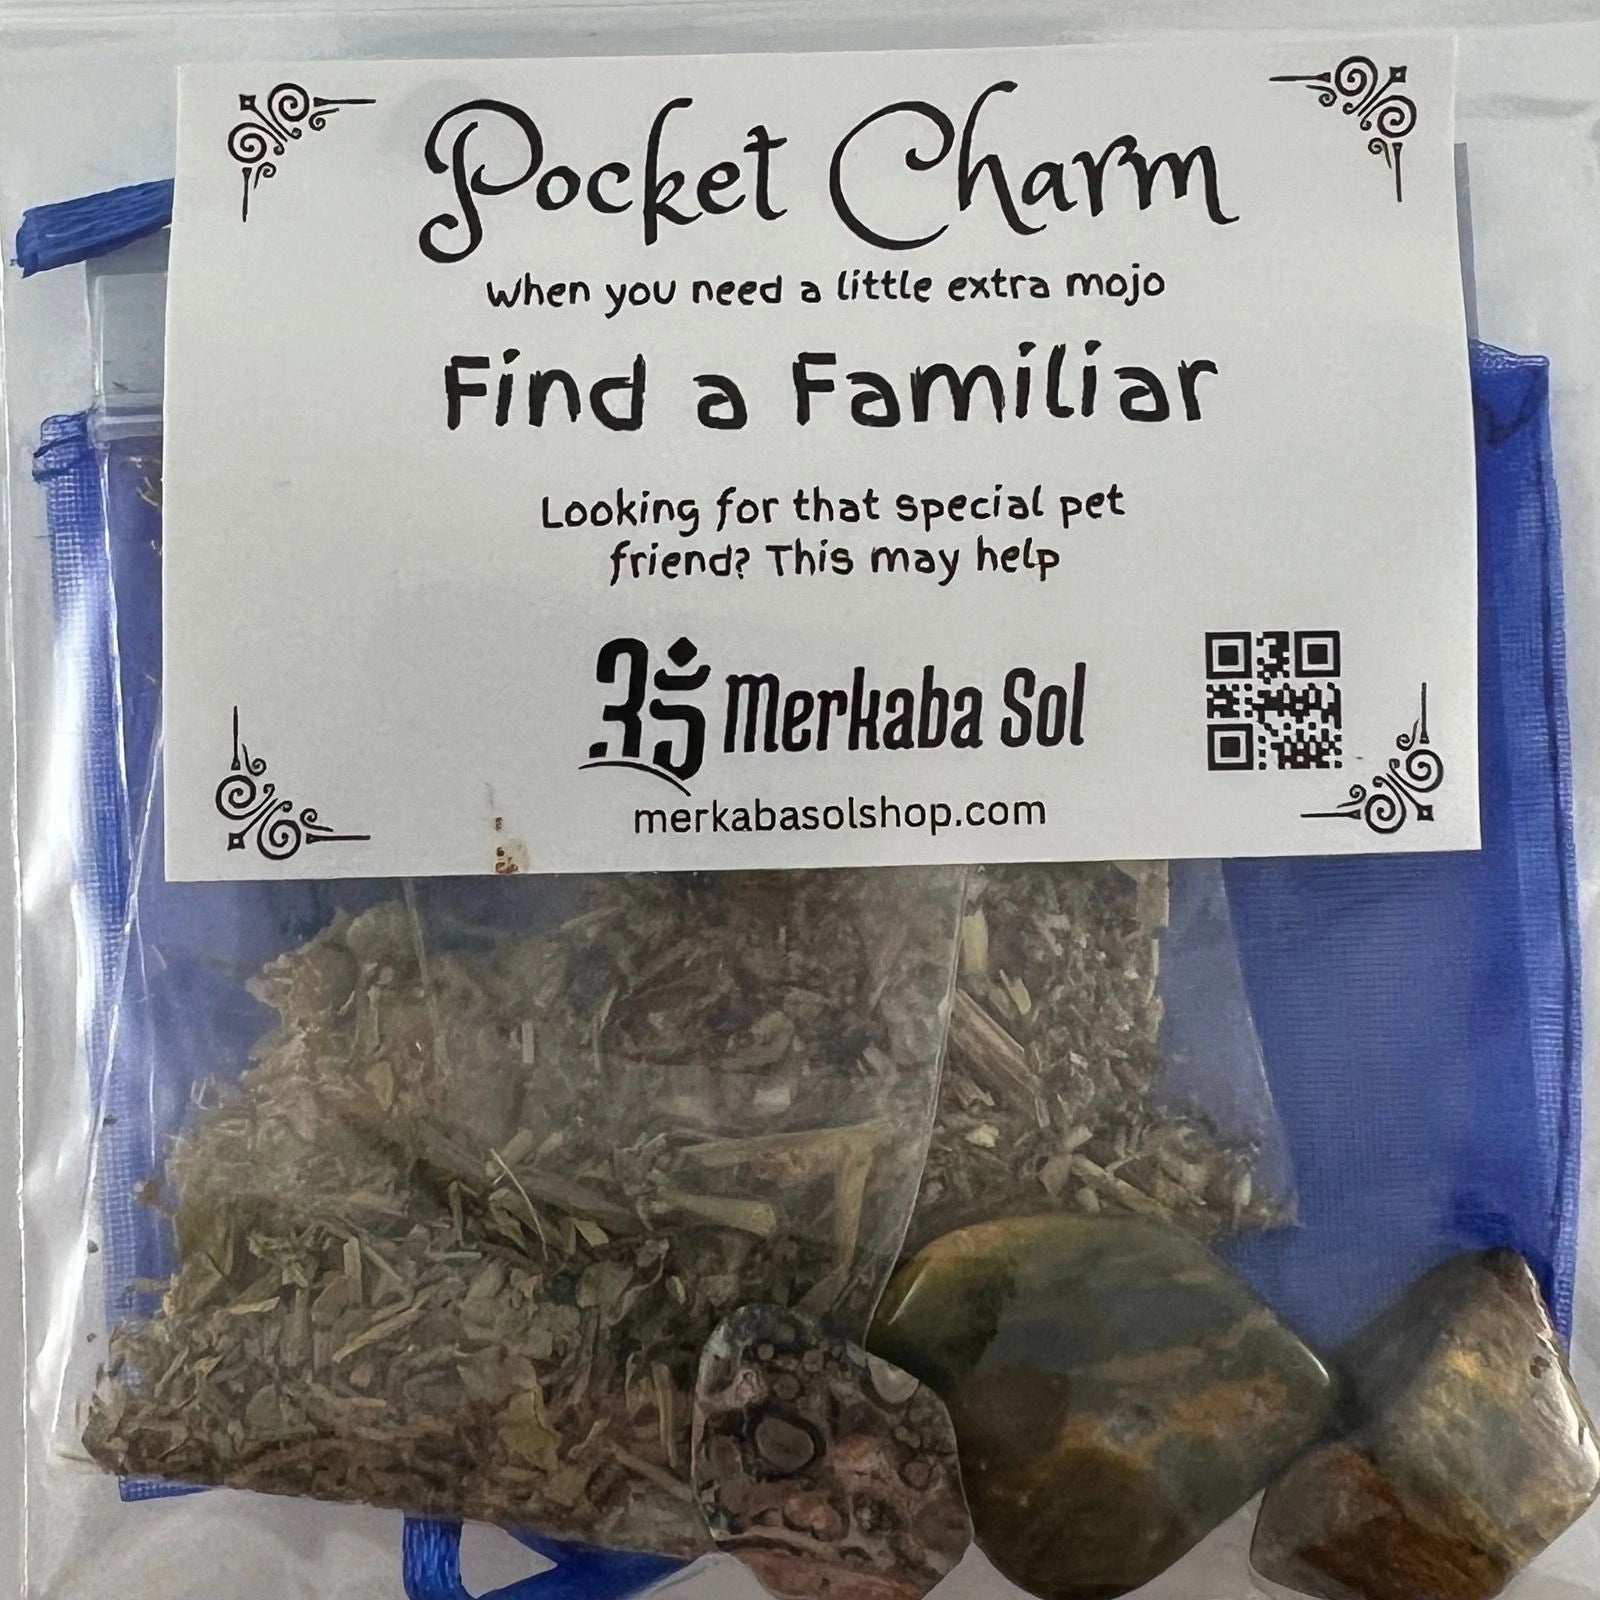 Pocket Charm
When you need a little extra mojo
Find a Familiar
Looking for that special pet
friend? This may help
ॐ Merkaba Sol
merkabasolshop.com